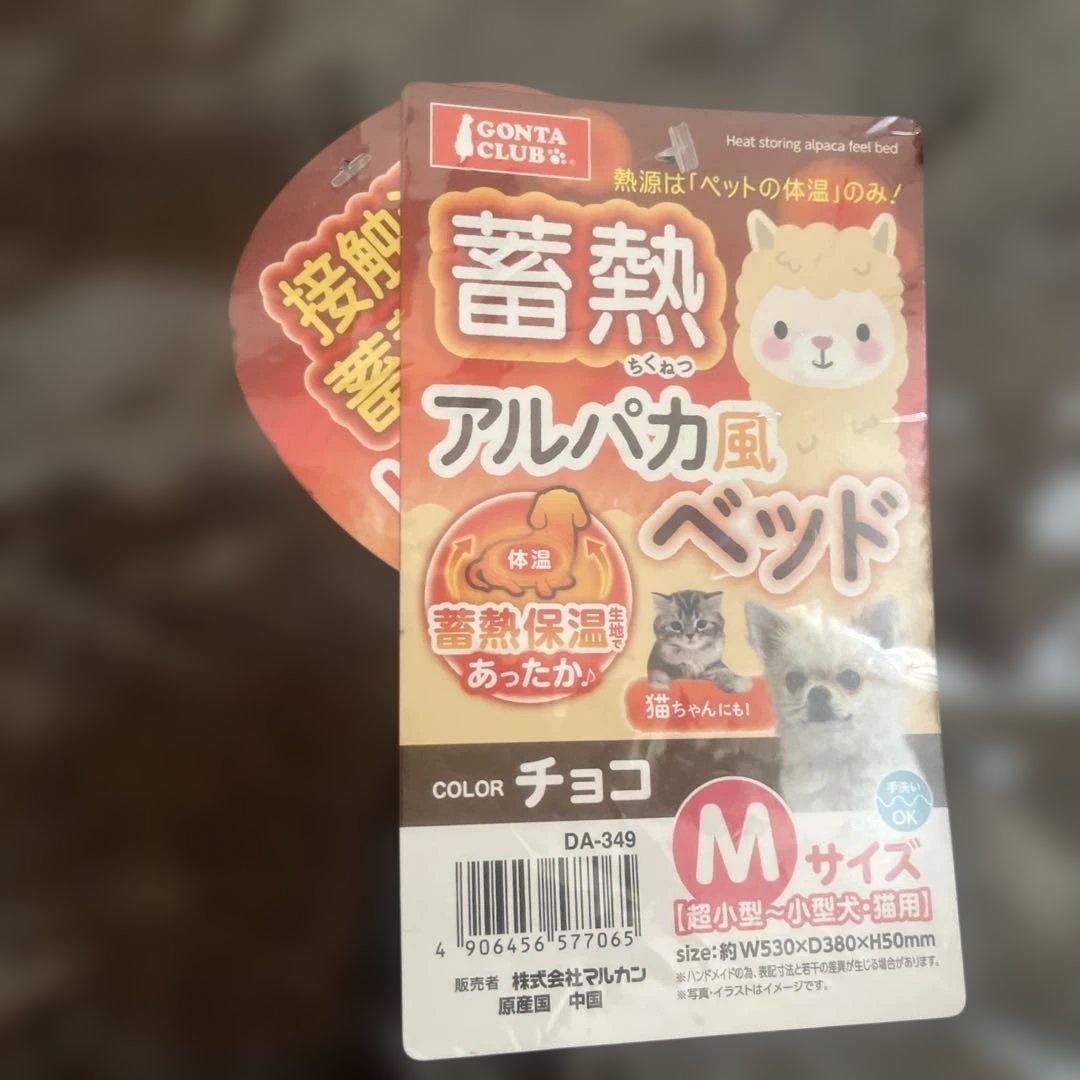 GONTA
CLUB
Heat storing alpaca feel bed
熱源は「ペットの体温」のみ!
接触
蓄
蓄熱
ちくねつ
アルパカ風
ベッド
体温
蓄熱保温生地で
あったか♪
猫ちゃんにも!
COLOR チョコ
手洗い
OK
DA-349
M サイズ
【超小型〜小型犬・猫用】
size:約W530×D380×H50mm
※ハンドメイドの為、表記寸法と若干の差異が生じる場合があります。
※写真・イラストはイメージです。
4 906456 577065
販売者 株式会社マルカン
原産国 中国